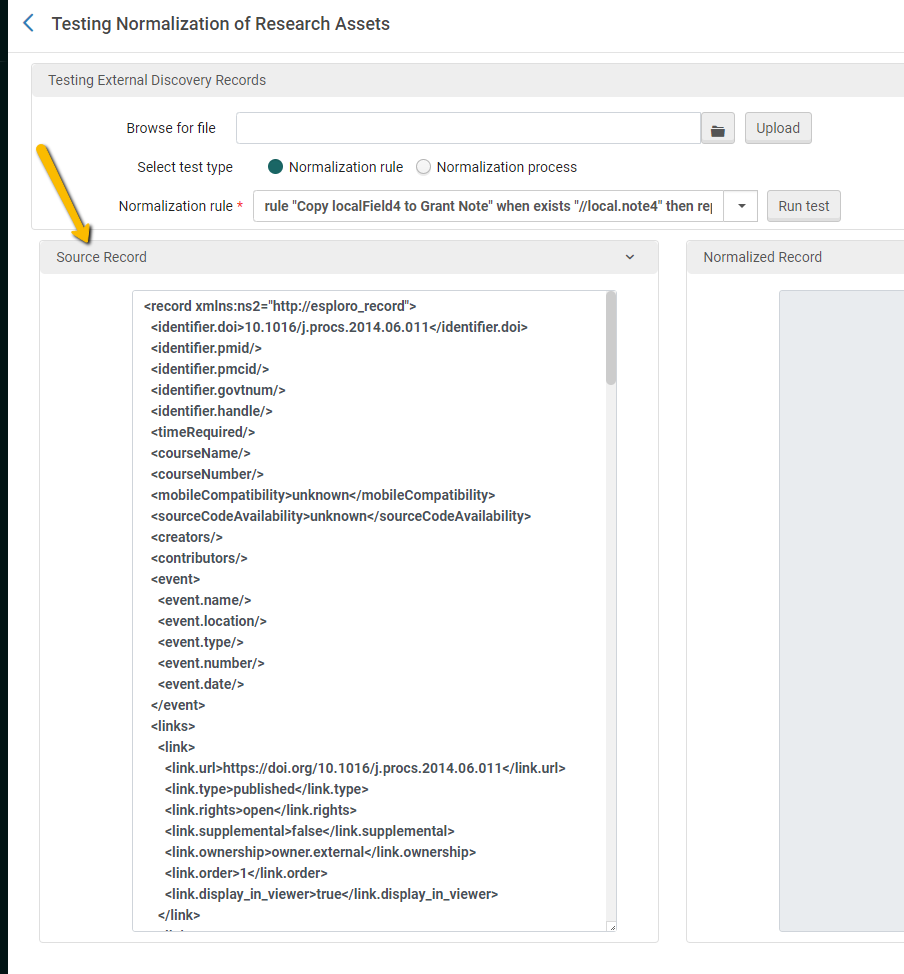 Testing Normalization of Research Assets
Testing External Discovery Records
Browse for file
Upload
Select test type Normalization rule Normalization process
Normalization rule * rule "Copy localField4 to Grant Note" when exists "//local.note4" then rep Run test
Source Record
<record xmlns:ns2="http://esploro_record">
<identifier.doi>10.1016/j.procs.2014.06.011</identifier.doi>
<identifier.pmid/>
<identifier.pmcid/>
<identifier.govtnum/>
<identifier.handle/>
<timeRequired/>
<courseName/>
<courseNumber/>
<mobileCompatibility>unknown</mobileCompatibility>
<sourceCodeAvailability>unknown</sourceCodeAvailability>
<creators/>
<contributors/>
<event>
<event.name/>
<event.location/>
<event.type/>
<event.number/>
<event.date/>
</event>
<links>
<link>
<link.url>https://doi.org/10.1016/j.procs.2014.06.011</link.url>
<link.type>published</link.type>
<link.rights>open</link.rights>
<link.supplemental>false</link.supplemental>
<link.ownership>owner.external</link.ownership>
<link.order>1</link.order>
<link.display_in_viewer>true</link.display_in_viewer>
</link>
Normalized Record